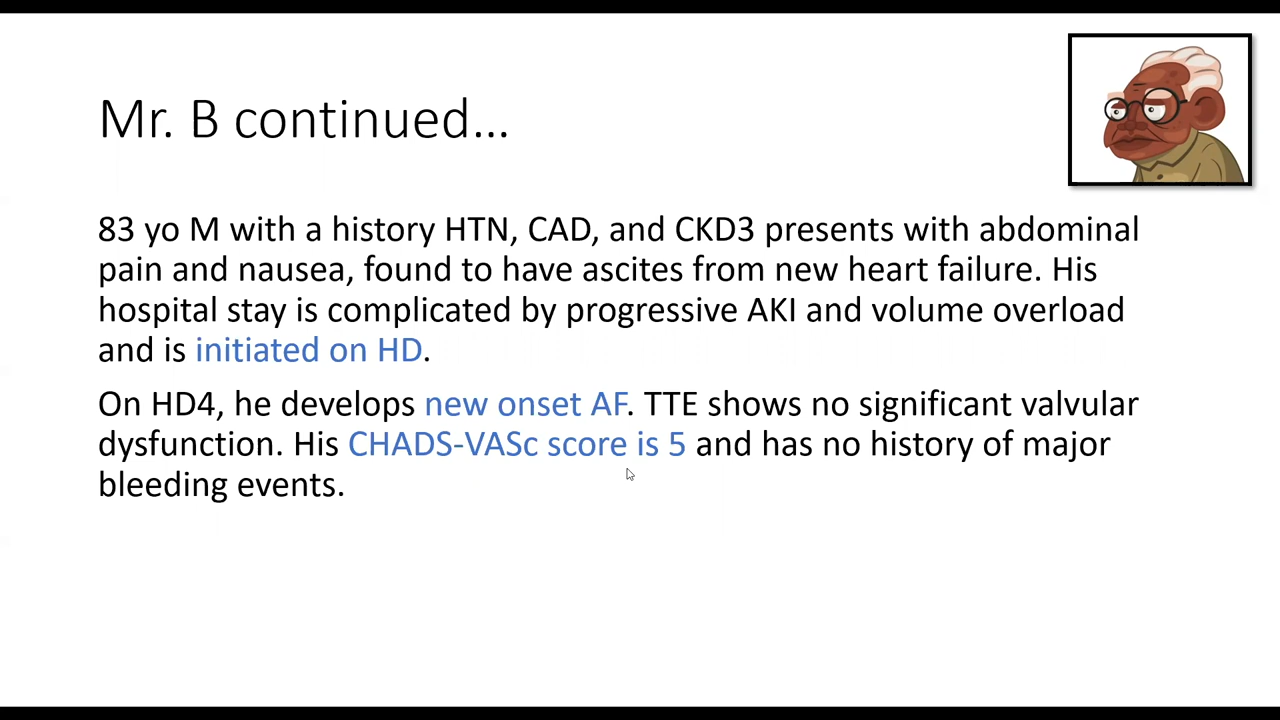 Mr. B continued...
83 yo M with a history HTN, CAD, and CKD3 presents with abdominal
pain and nausea, found to have ascites from new heart failure. His
hospital stay is complicated by progressive AKI and volume overload
and is initiated on HD.
On HD4, he develops new onset AF. TTE shows no significant valvular
dysfunction. His CHADS-VASc score is 5 and has no history of major
bleeding events.